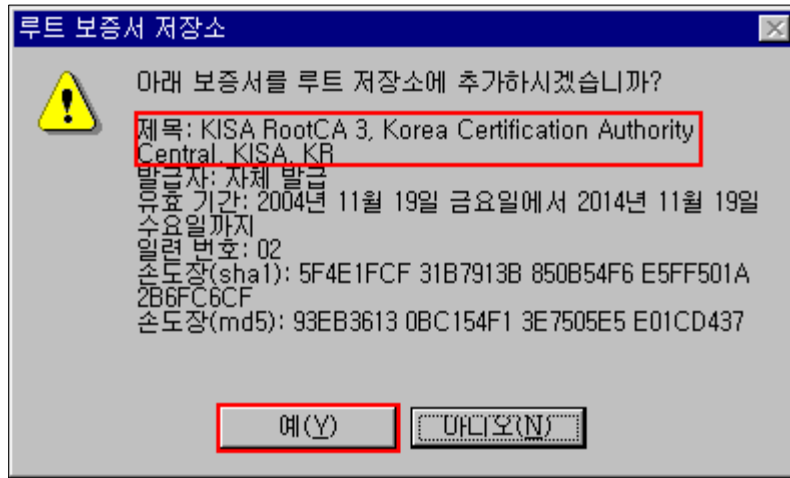 루트 보증서 저장소
아래 보증서를 루트 저장소에 추가하시겠습니까?
제목: KISA RootCA 3, Korea Certification Authority
Central, KISA, KR
발급자: 자체 발급
유효 기간: 2004년 11월 19일 금요일에서 2014년 11월 19일
수요일까지
일련 번호: 02
손도장(sha1): 5F4E1FCF 31B7913B 850B54F6 E5FF501A
2B6FC6CF
손도장(md5): 93EB3613 0BC154F1 3E7505E5 E01CD437
예(Y)
아니오(N)